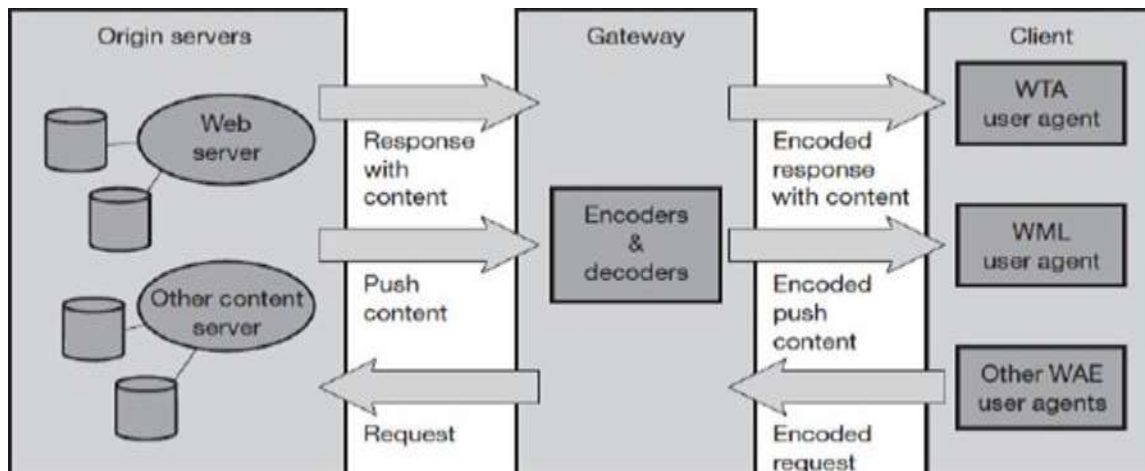 Origin servers
Gateway
Client
Web
server
Other content
server
Response
with
content
Push
content
Request
Encoders
&
decoders
Encoded
response
with content
Encoded
push
content
Encoded
request
WTA
user agent
WML
user agent
Other WAE
user agents